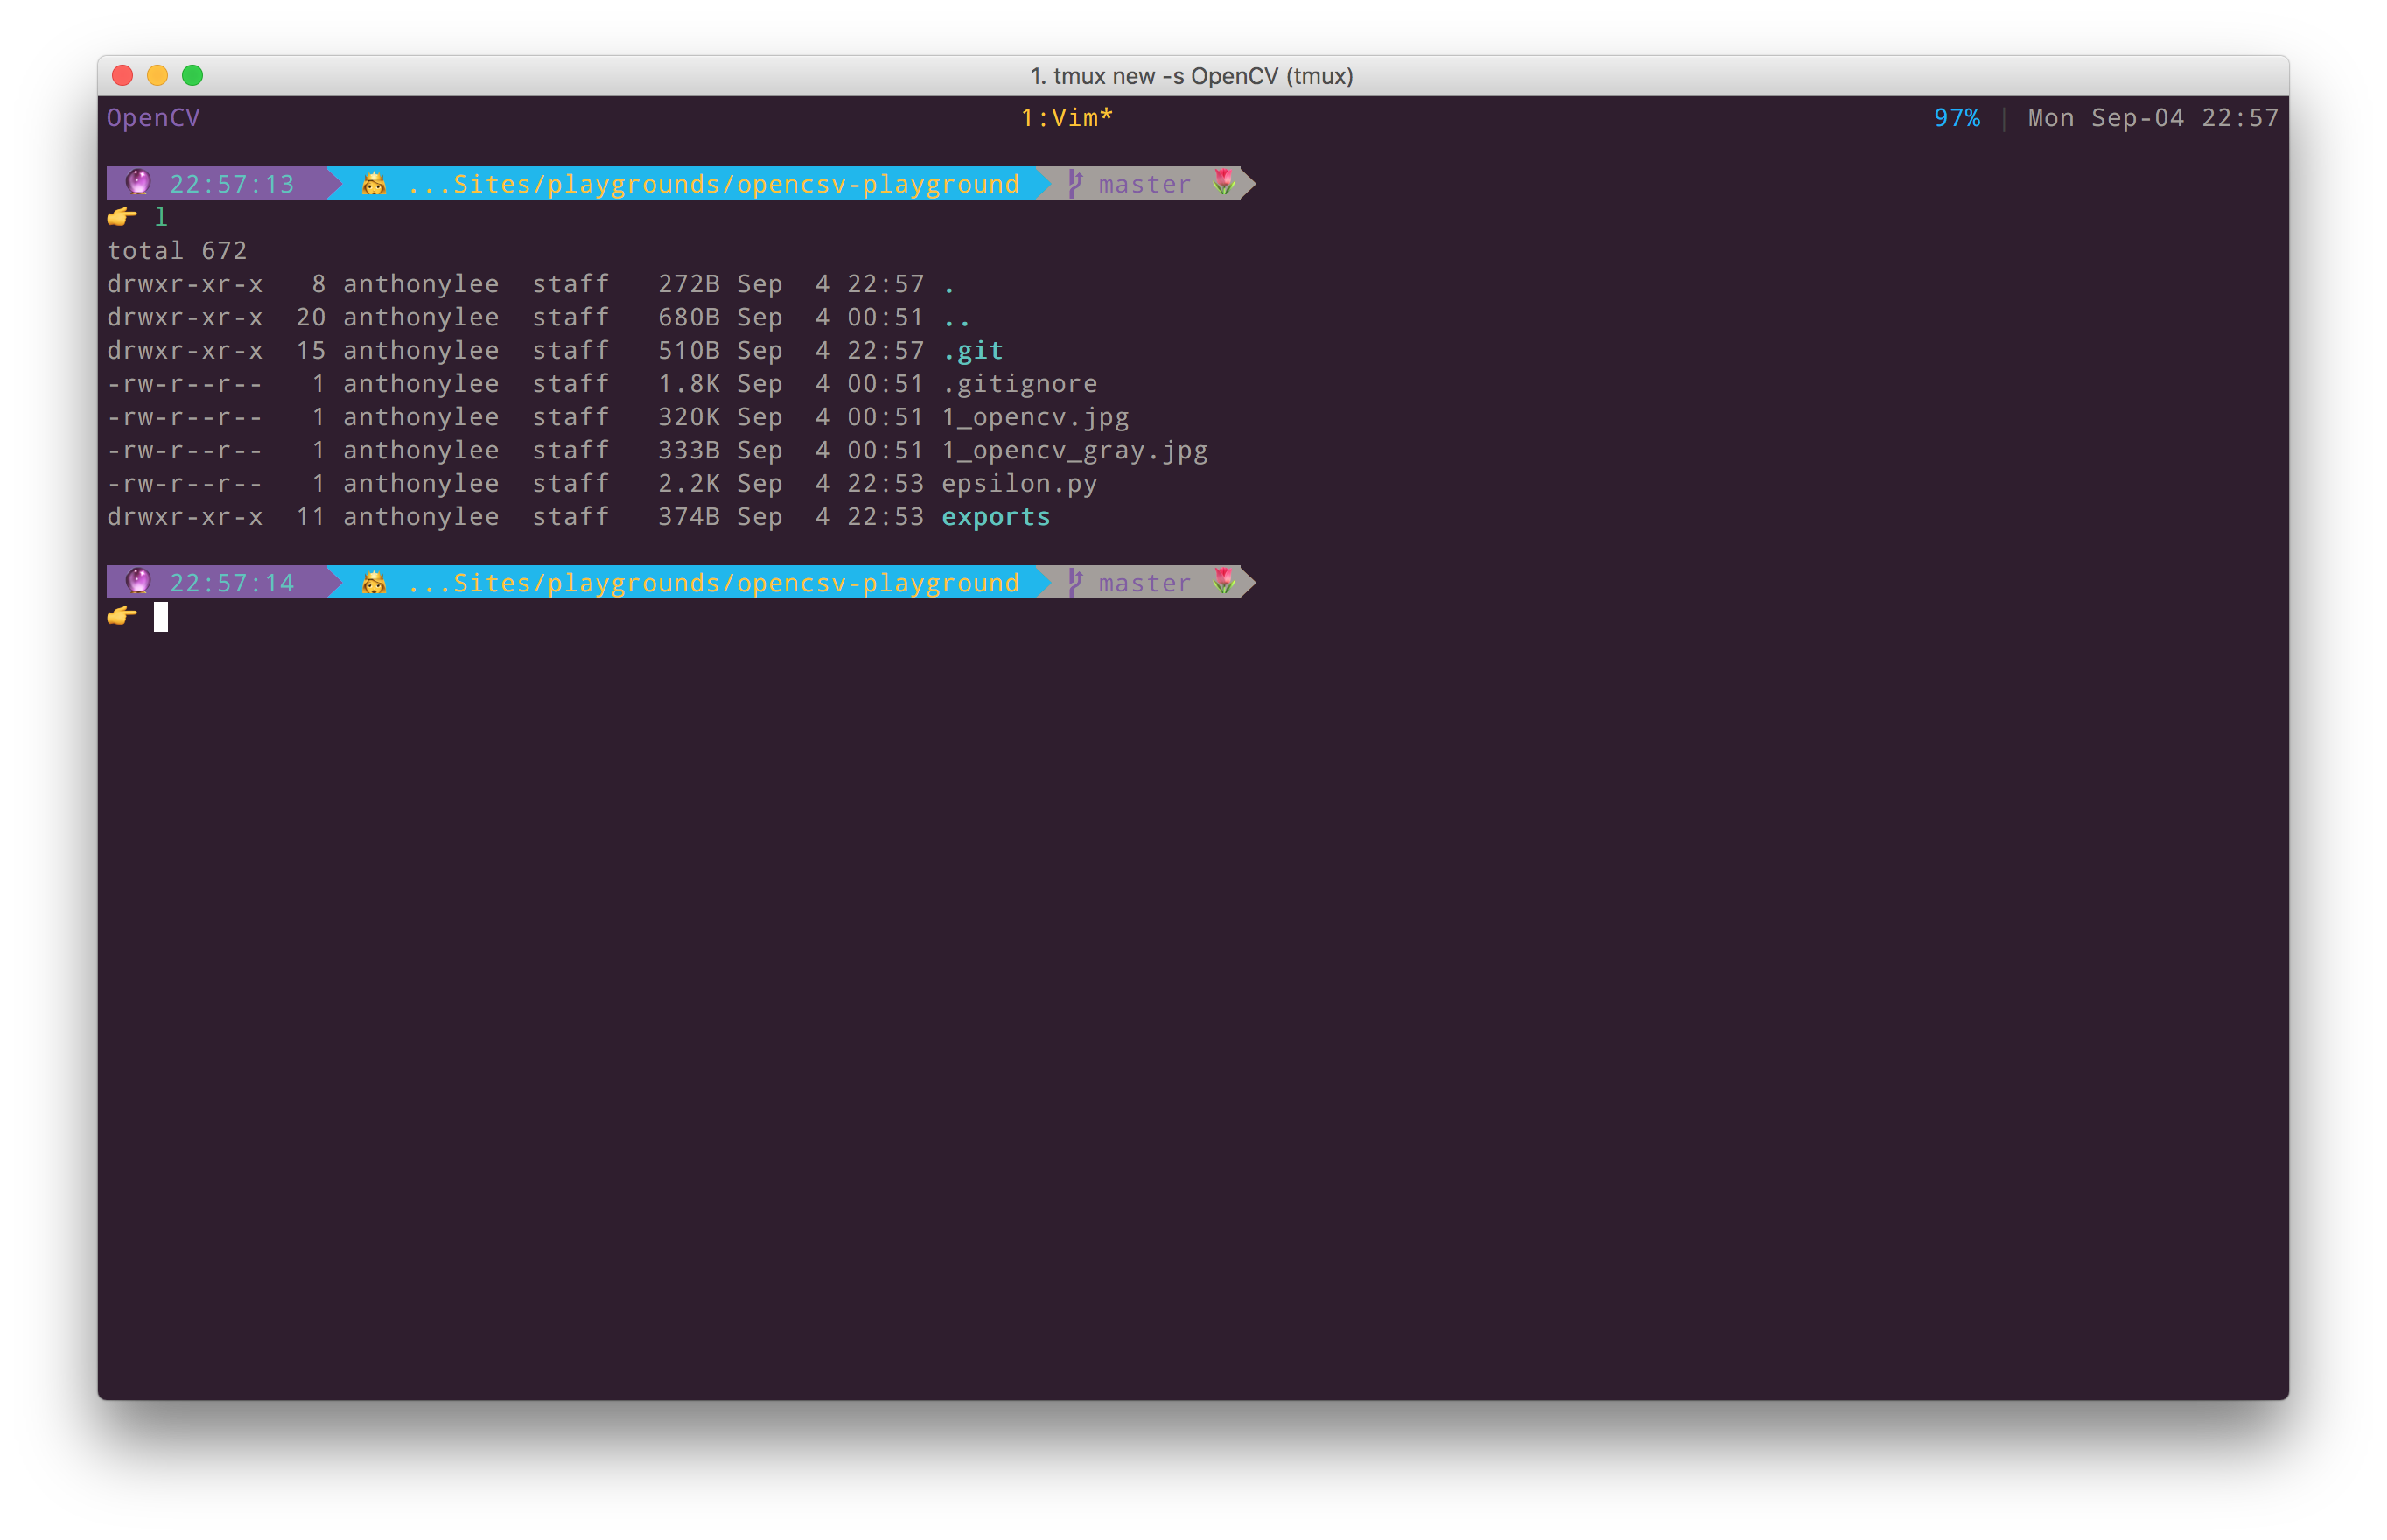 1. tmux new -s OpenCV (tmux)
OpenCV 1:Vim* 97% | Mon Sep-04 22:57
🔮 22:57:13 👸 ...Sites/playgrounds/opencsv-playground master 🌷
👉 l
total 672
drwxr-xr-x   8 anthonylee  staff   272B Sep  4 22:57 .
drwxr-xr-x  20 anthonylee  staff   680B Sep  4 00:51 ..
drwxr-xr-x  15 anthonylee  staff   510B Sep  4 22:57 .git
-rw-r--r--   1 anthonylee  staff   1.8K Sep  4 00:51 .gitignore
-rw-r--r--   1 anthonylee  staff   320K Sep  4 00:51 1_opencv.jpg
-rw-r--r--   1 anthonylee  staff   333B Sep  4 00:51 1_opencv_gray.jpg
-rw-r--r--   1 anthonylee  staff   2.2K Sep  4 22:53 epsilon.py
drwxr-xr-x  11 anthonylee  staff   374B Sep  4 22:53 exports
🔮 22:57:14 👸 ...Sites/playgrounds/opencsv-playground master 🌷
👉